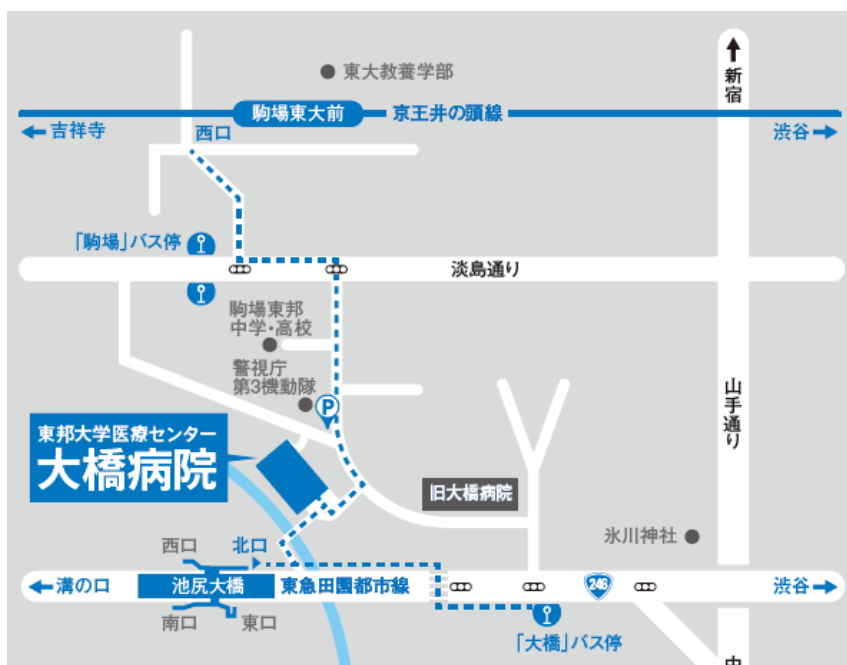 東大教養学部
新宿
駒場東大前
京王井の頭線
吉祥寺
西口
渋谷
「駒場」バス停
淡島通り
駒場東邦
中学・高校
警視庁
第3機動隊
P
山手通り
東邦大学医療センター
大橋病院
旧大橋病院
氷川神社
西口
北口
溝の口
池尻大橋
東急田園都市線
246
渋谷
南口
東口
「大橋」バス停